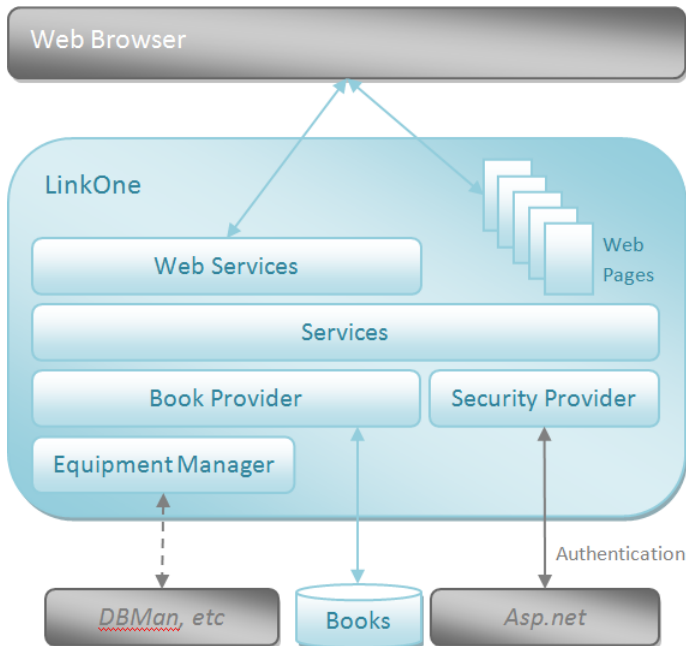 Web Browser
LinkOne
Web
Pages
Web Services
Services
Book Provider
Security Provider
Equipment Manager
Authentication
DBMan, etc
Books
Asp.net